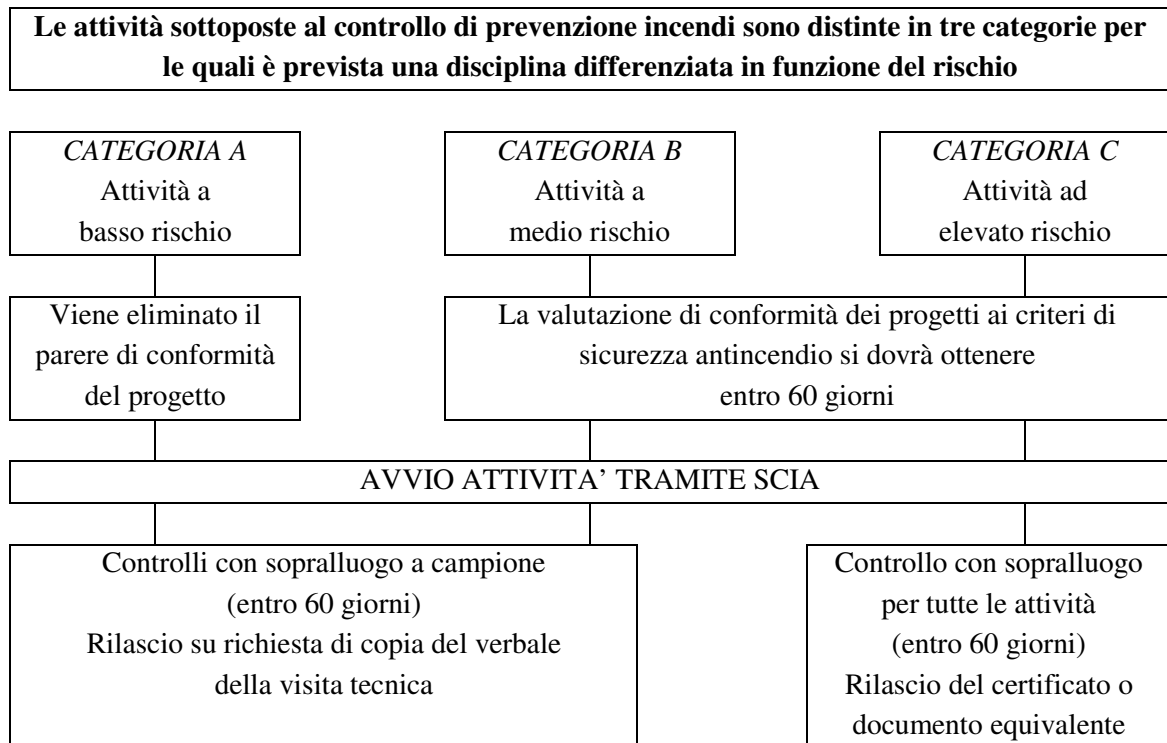 Le attività sottoposte al controllo di prevenzione incendi sono distinte in tre categorie per
le quali è prevista una disciplina differenziata in funzione del rischio
CATEGORIA A
Attività a
basso rischio
CATEGORIA B
Attività a
medio rischio
CATEGORIA C
Attività ad
elevato rischio
Viene eliminato il
parere di conformità
del progetto
La valutazione di conformità dei progetti ai criteri di
sicurezza antincendio si dovrà ottenere
entro 60 giorni
AVVIO ATTIVITA’ TRAMITE SCIA
Controlli con sopralluogo a campione
(entro 60 giorni)
Rilascio su richiesta di copia del verbale
della visita tecnica
Controllo con sopralluogo
per tutte le attività
(entro 60 giorni)
Rilascio del certificato o
documento equivalente